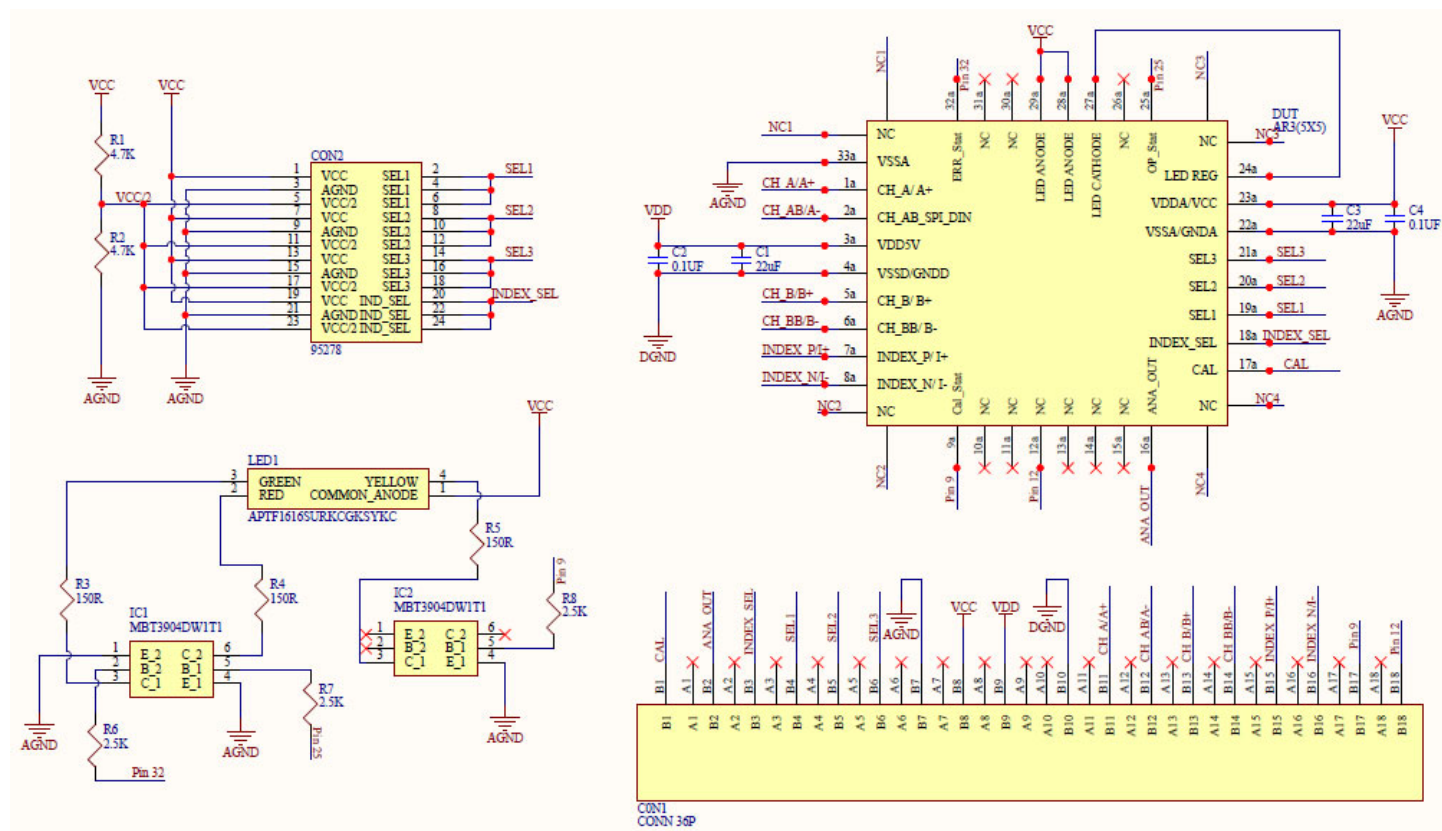 VCC
VCC
R1
4.7K
VCC/2
R2
4.7K
AGND
AGND
CON2
1 VCC SEL1 2 SEL1
3 AGND SEL1 4
5 VCC/2 SEL1 6
7 VCC SEL2 8 SEL2
9 AGND SEL2 10
11 VCC/2 SEL2 12
13 VCC SEL3 14 SEL3
15 AGND SEL3 16
17 VCC/2 SEL3 18
19 VCC IND_SEL 20 INDEX_SEL
21 AGND IND_SEL 22
23 VCC/2 IND_SEL 24
95278
VCC
NC1
Pin 32
Pin 25
NC3
32a
31a
30a
29a
28a
27a
26a
25a
DUT
AR3(5X5)
ERR_Stat
NC
NC
LED ANODE
LED ANODE
LED CATHODE
NC
OP_Stat
NC1 NC
33a VSSA
AGND
CH_A/A+ 1a CH_A/ A+
CH_AB/A- 2a CH_AB_SPI_DIN
VDD
3a VDD5V
C2
0.1UF
C1
22uF
4a VSSD/GNDD
CH_B/B+ 5a CH_B/ B+
CH_BB/B- 6a CH_BB/ B-
DGND
INDEX_P/I+ 7a INDEX_P/ I+
INDEX_N/I- 8a INDEX_N/ I-
NC2 NC
NC NC3
LED REG 24a
VCC
VDDA/VCC 23a
C3
22uF
C4
0.1UF
VSSA/GNDA 22a
SEL3 21a SEL3
SEL2 20a SEL2
SEL1 19a SEL1
AGND
INDEX_SEL 18a INDEX_SEL
CAL 17a CAL
NC NC4
Cal_Stat
NC
NC
NC
NC
NC
NC
ANA_OUT
9a
10a
11a
12a
13a
14a
15a
16a
NC2
Pin 9
Pin 12
ANA_OUT
NC4
VCC
LED1
3 GREEN YELLOW 4
2 RED COMMON_ANODE 1
APTF1616SURKCGKSYKC
R5
150R
R3
150R
R4
150R
IC1
MBT3904DW1T1
1 E_2 C_2 6
2 B_2 B_1 5
3 C_1 E_1 4
AGND
R6
2.5K
Pin 32
AGND
R7
2.5K
Pin 25
IC2
MBT3904DW1T1
1 E_2 C_2 6
2 B_2 B_1 5
3 C_1 E_1 4
Pin 9
R8
2.5K
AGND
CAL
ANA_OUT
INDEX_SEL
SEL1
SEL2
SEL3
AGND
VCC
VDD
DGND
CH_A/A+
CH_AB/A-
CH_B/B+
CH_BB/B-
INDEX_P/I+
INDEX_N/I-
Pin 9
Pin 12
B1 A1 B2 A2 B3 A3 B4 A4 B5 A5 B6 A6 B7 A7 B8 A8 B9 A9 A10 B10 A11 B11 A12 B12 A13 B13 A14 B14 A15 B15 A16 B16 A17 B17 A18 B18
B1 A1 B2 A2 B3 A3 B4 A4 B5 A5 B6 A6 B7 A7 B8 A8 B9 A9 A10 B10 A11 B11 A12 B12 A13 B13 A14 B14 A15 B15 A16 B16 A17 B17 A18 B18
C0N1
CONN 36P